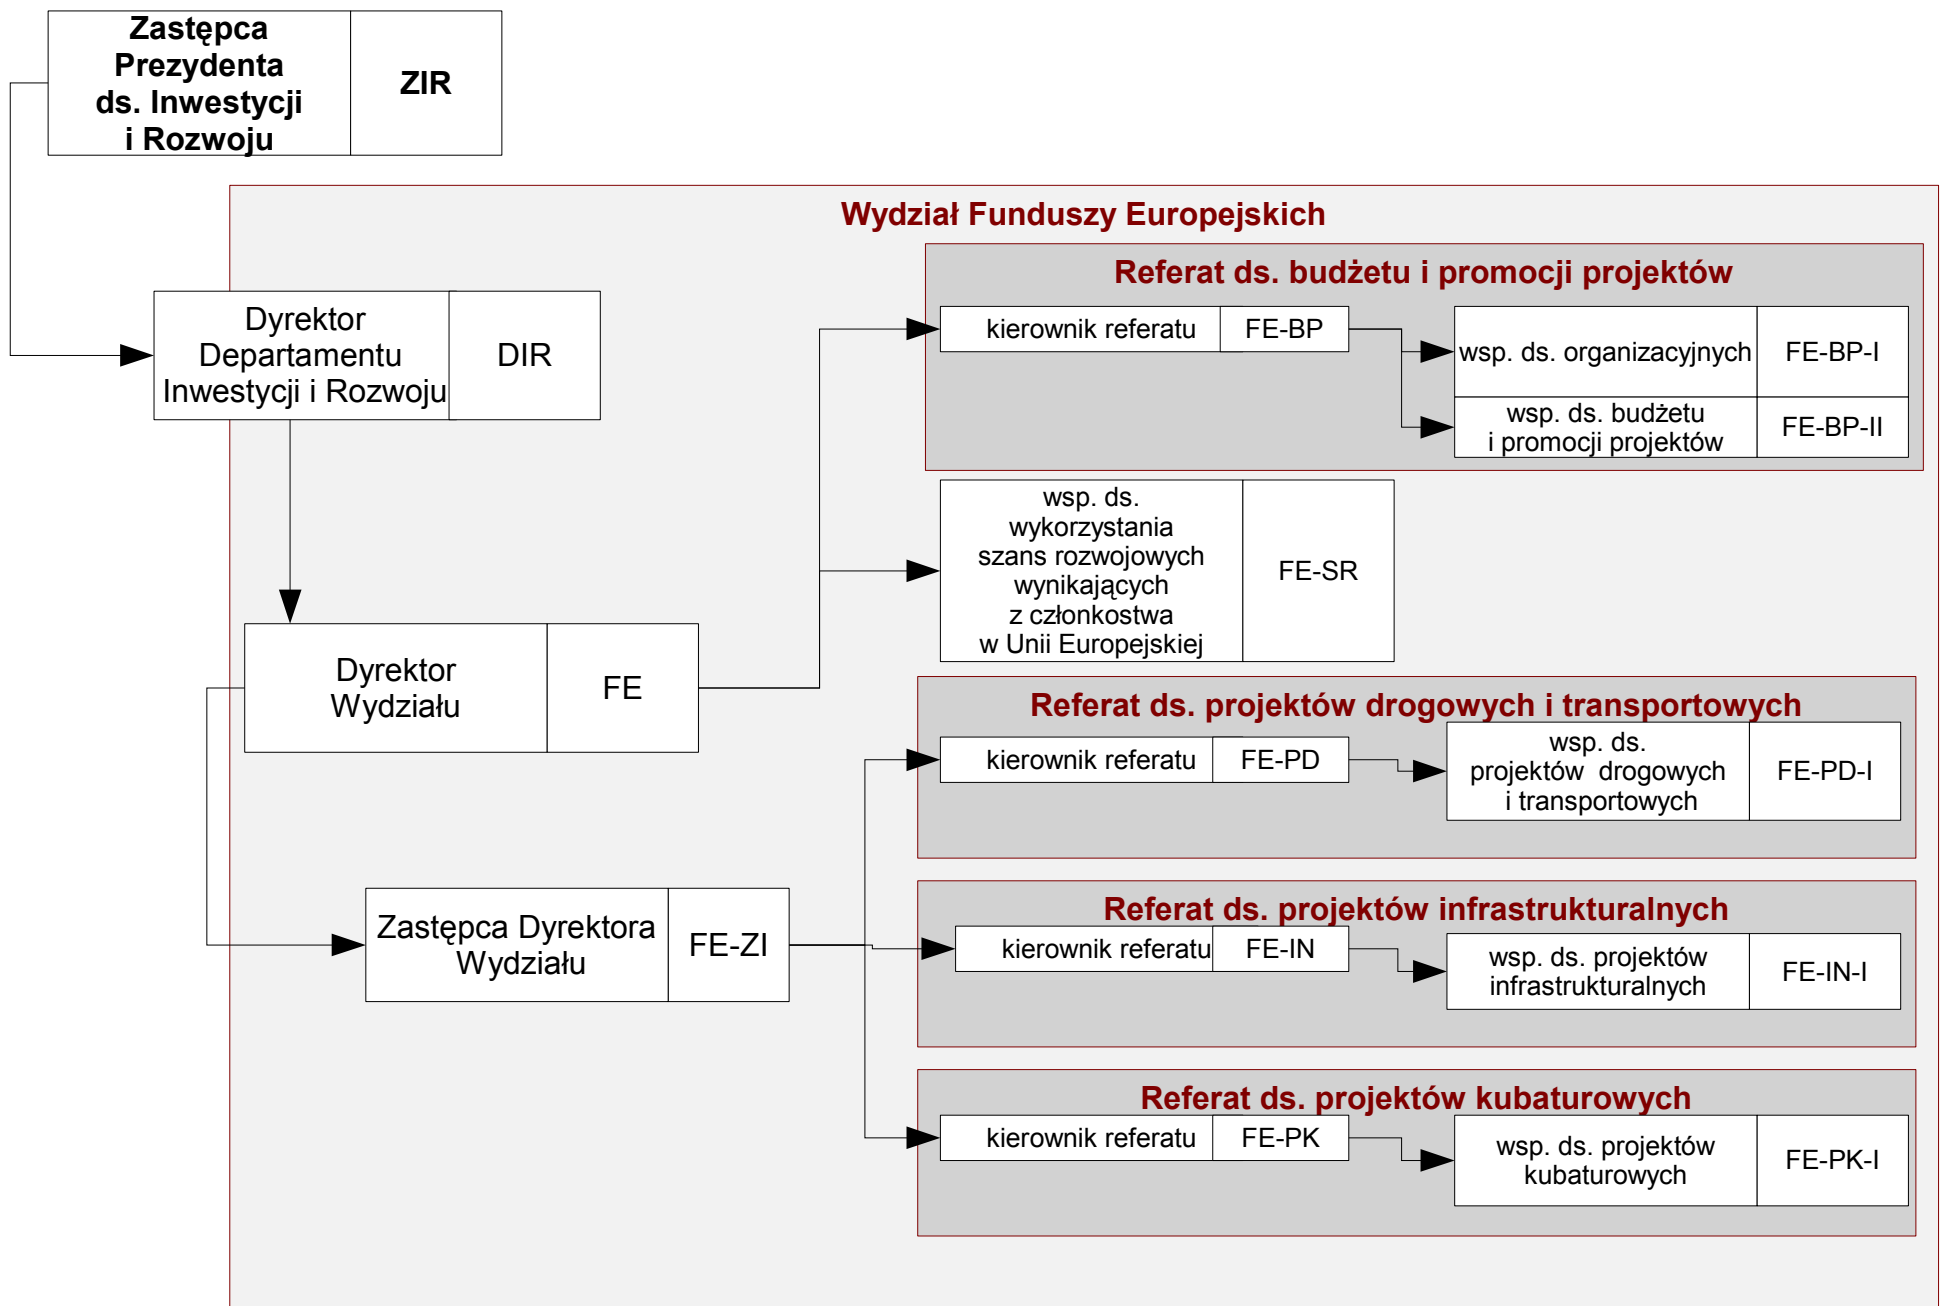 Zastępca
Prezydenta
ds. Inwestycji
i Rozwoju
ZIR
Wydział Funduszy Europejskich
Dyrektor
Departamentu
Inwestycji i Rozwoju
DIR
Referat ds. budżetu i promocji projektów
kierownik referatu
FE-BP
wsp. ds. organizacyjnych
FE-BP-I
wsp. ds. budżetu
i promocji projektów
FE-BP-II
wsp. ds.
wykorzystania
szans rozwojowych
wynikających
z członkostwa
w Unii Europejskiej
FE-SR
Dyrektor
Wydziału
FE
Referat ds. projektów drogowych i transportowych
kierownik referatu
FE-PD
wsp. ds.
projektów  drogowych
i transportowych
FE-PD-I
Zastępca Dyrektora
Wydziału
FE-ZI
Referat ds. projektów infrastrukturalnych
kierownik referatu
FE-IN
wsp. ds. projektów
infrastrukturalnych
FE-IN-I
Referat ds. projektów kubaturowych
kierownik referatu
FE-PK
wsp. ds. projektów
kubaturowych
FE-PK-I